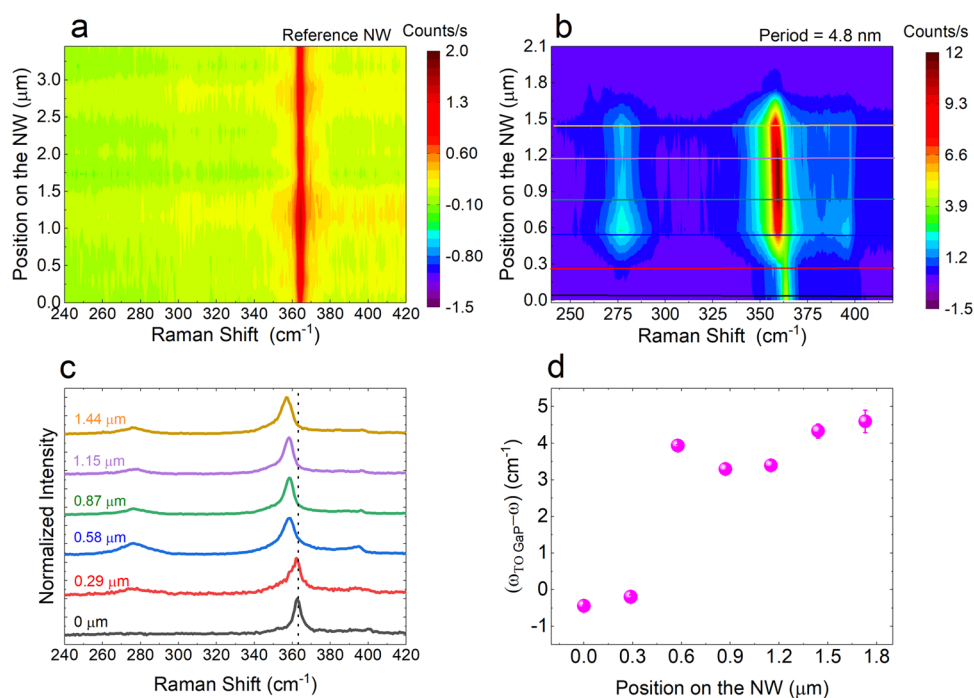 a
Reference NW
Counts/s
Position on the NW (μm)
3.0
2.5
2.0
1.5
1.0
0.5
0.0
240 260 280 300 320 340 360 380 400 420
Raman Shift (cm⁻¹)
2.0
1.3
0.60
-0.10
-0.80
-1.5
b
Period = 4.8 nm
Counts/s
Position on the NW (μm)
2.1
1.8
1.5
1.2
0.9
0.6
0.3
0.0
240 275 300 325 350 375 400
Raman Shift (cm⁻¹)
12
9.3
6.6
3.9
1.2
-1.5
c
Normalized Intensity
1.44 μm
1.15 μm
0.87 μm
0.58 μm
0.29 μm
0 μm
240 260 280 300 320 340 360 380 400 420
Raman Shift (cm⁻¹)
d
(ω_TO GaP−ω) (cm⁻¹)
5
4
3
2
1
0
-1
0.0 0.3 0.6 0.9 1.2 1.5 1.8
Position on the NW (μm)